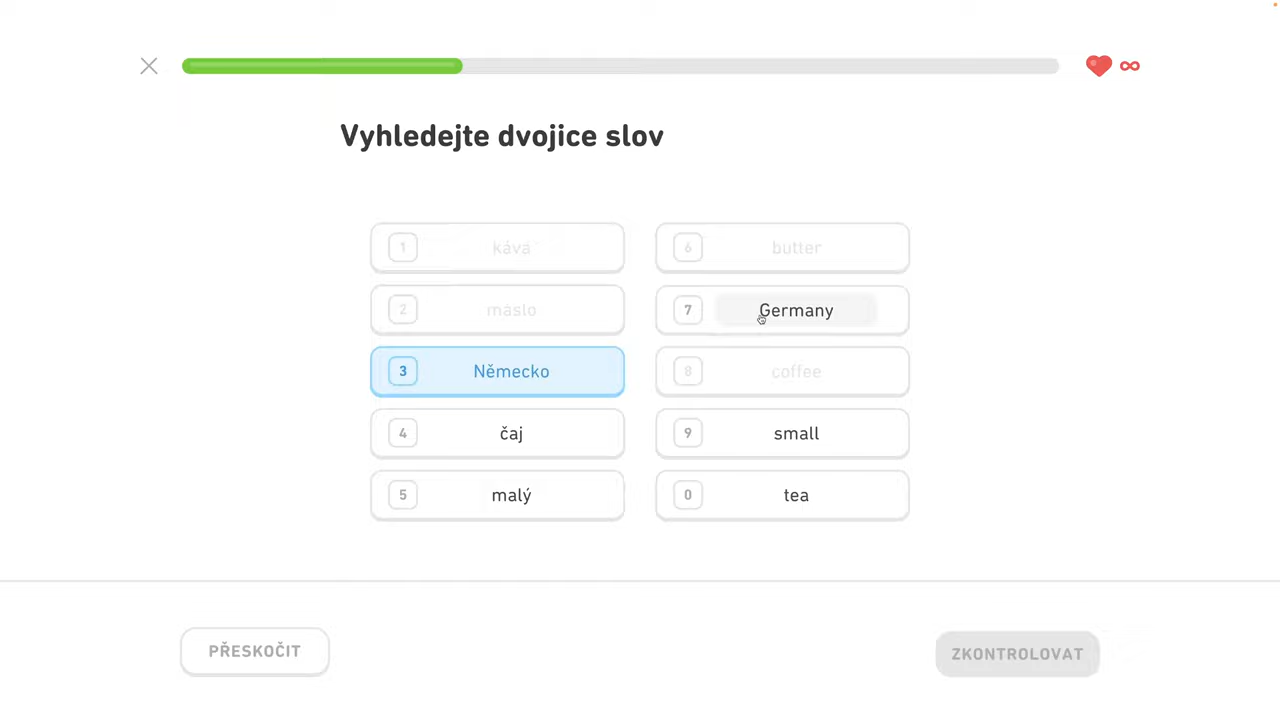 Vyhledejte dvojice slov
1 káva
6 butter
2 máslo
7 Germany
3 Německo
8 coffee
4 čaj
9 small
5 malý
0 tea
PŘESKOČIT
ZKONTROLOVAT